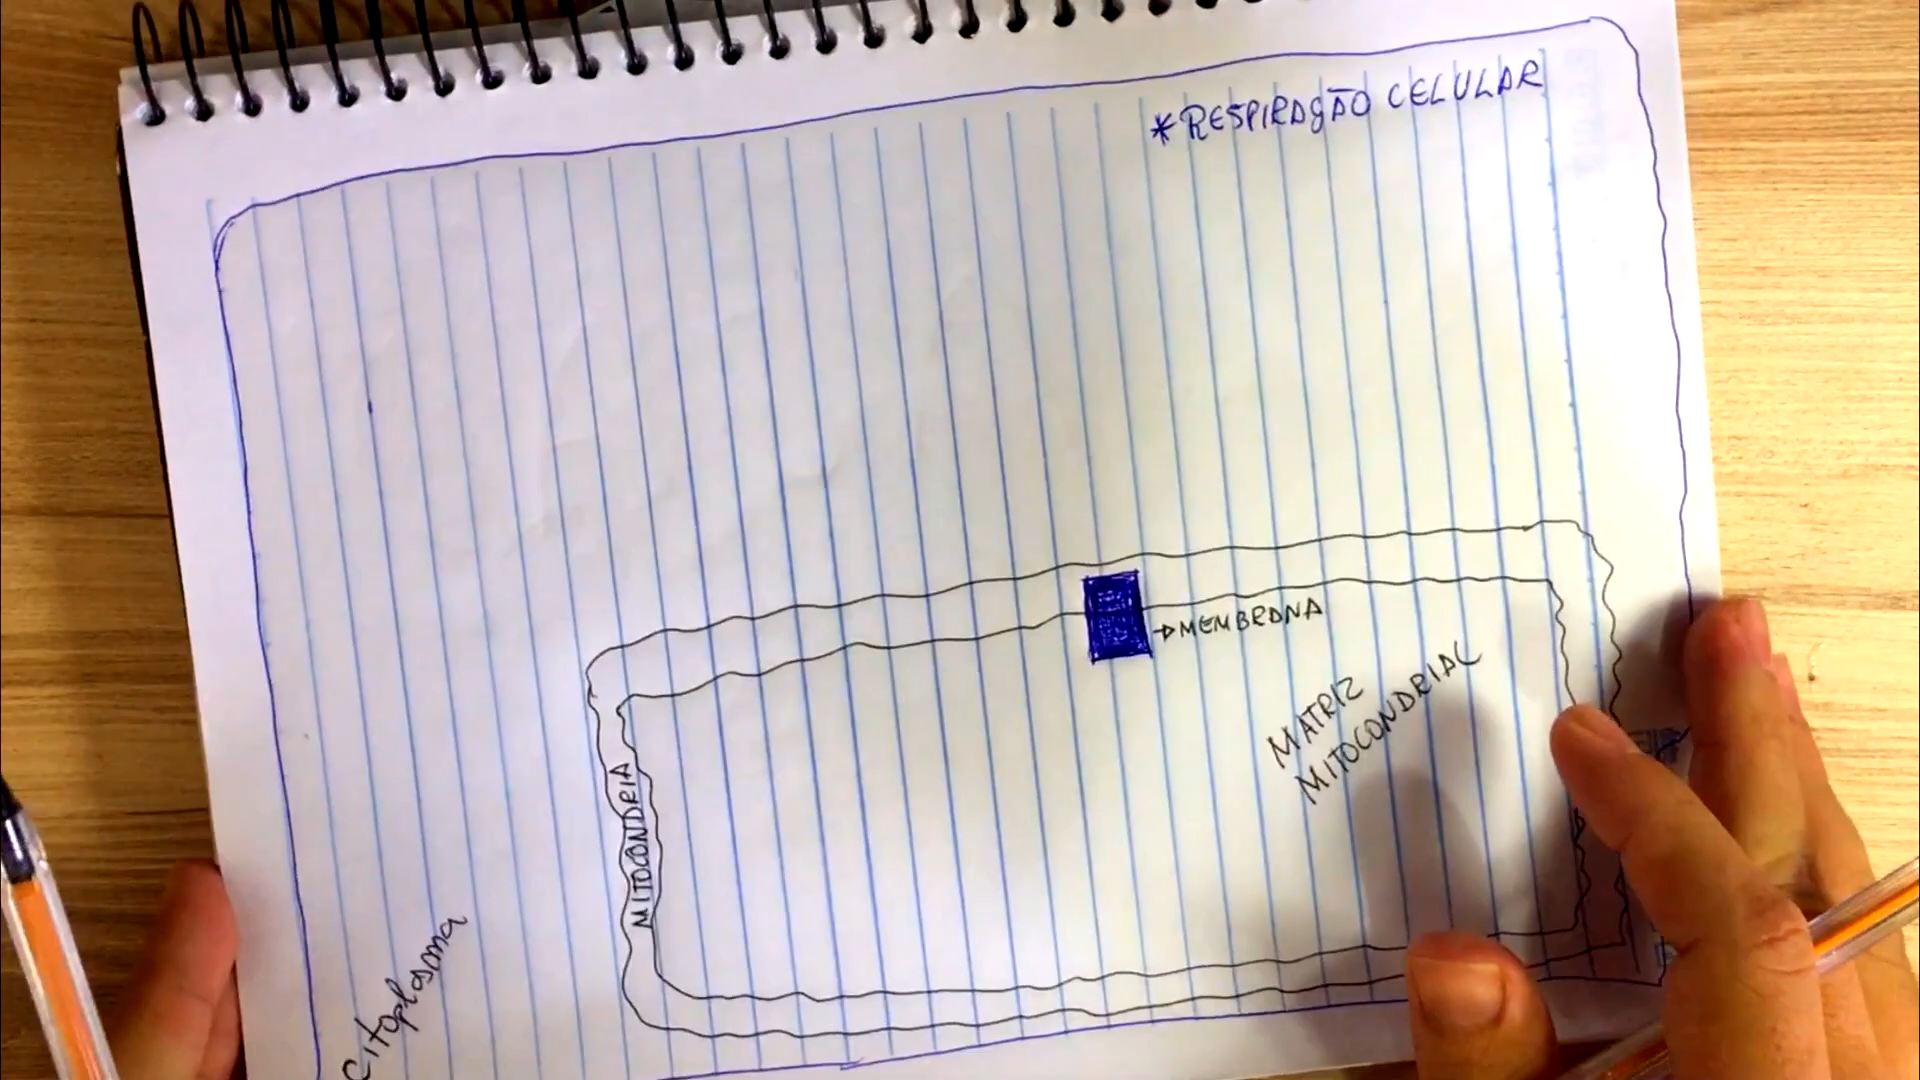 *RESPIRAÇÃO CELULAR
→MEMBRANA
MATRIZ
MITOCONDRIAL
MITOCONDRIA
Citoplasma